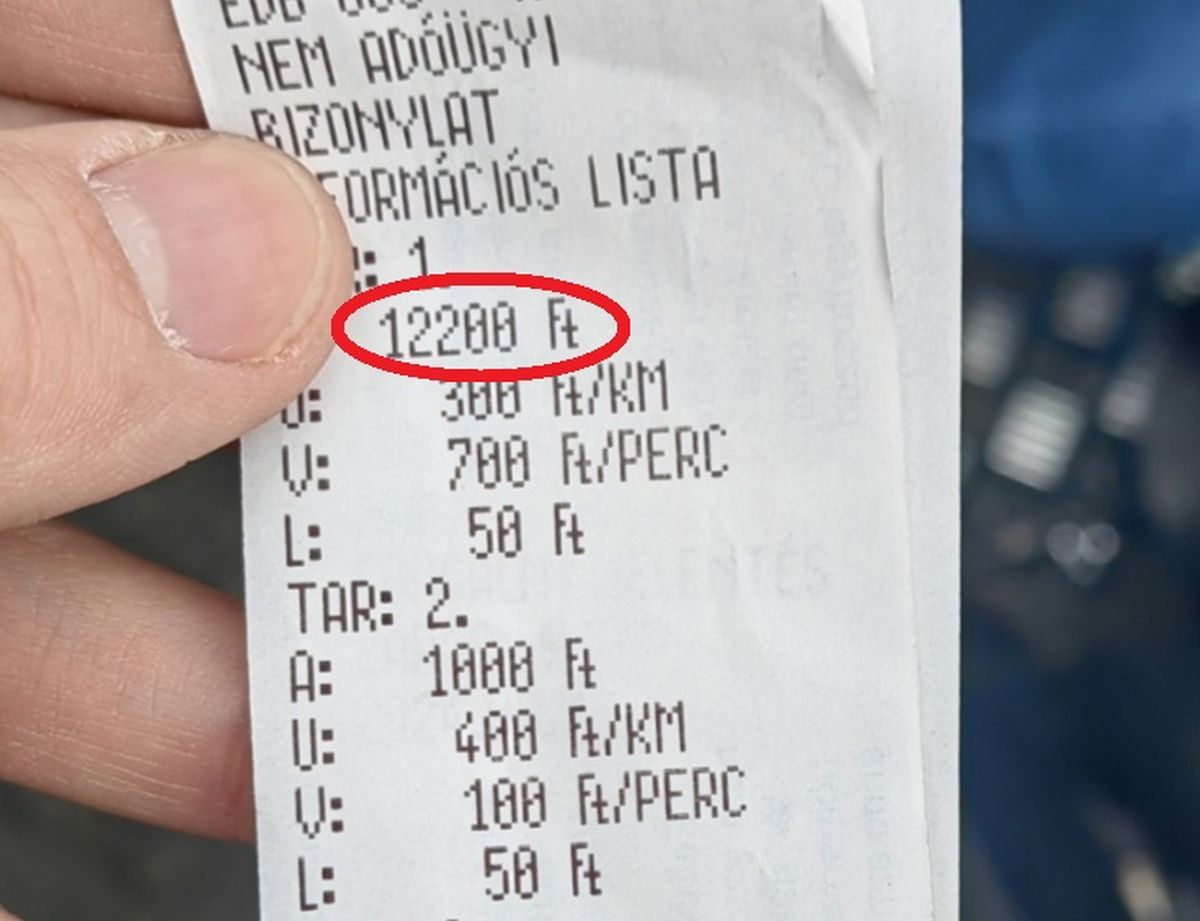 NEM ADÓÜGYI
BIZONYLAT
FORMÁCIÓS LISTA
: 1
12200 Ft
U: 300 Ft/KM
V: 700 Ft/PERC
L: 50 Ft
TAR: 2.
A: 1000 Ft
U: 400 Ft/KM
V: 100 Ft/PERC
L: 50 Ft